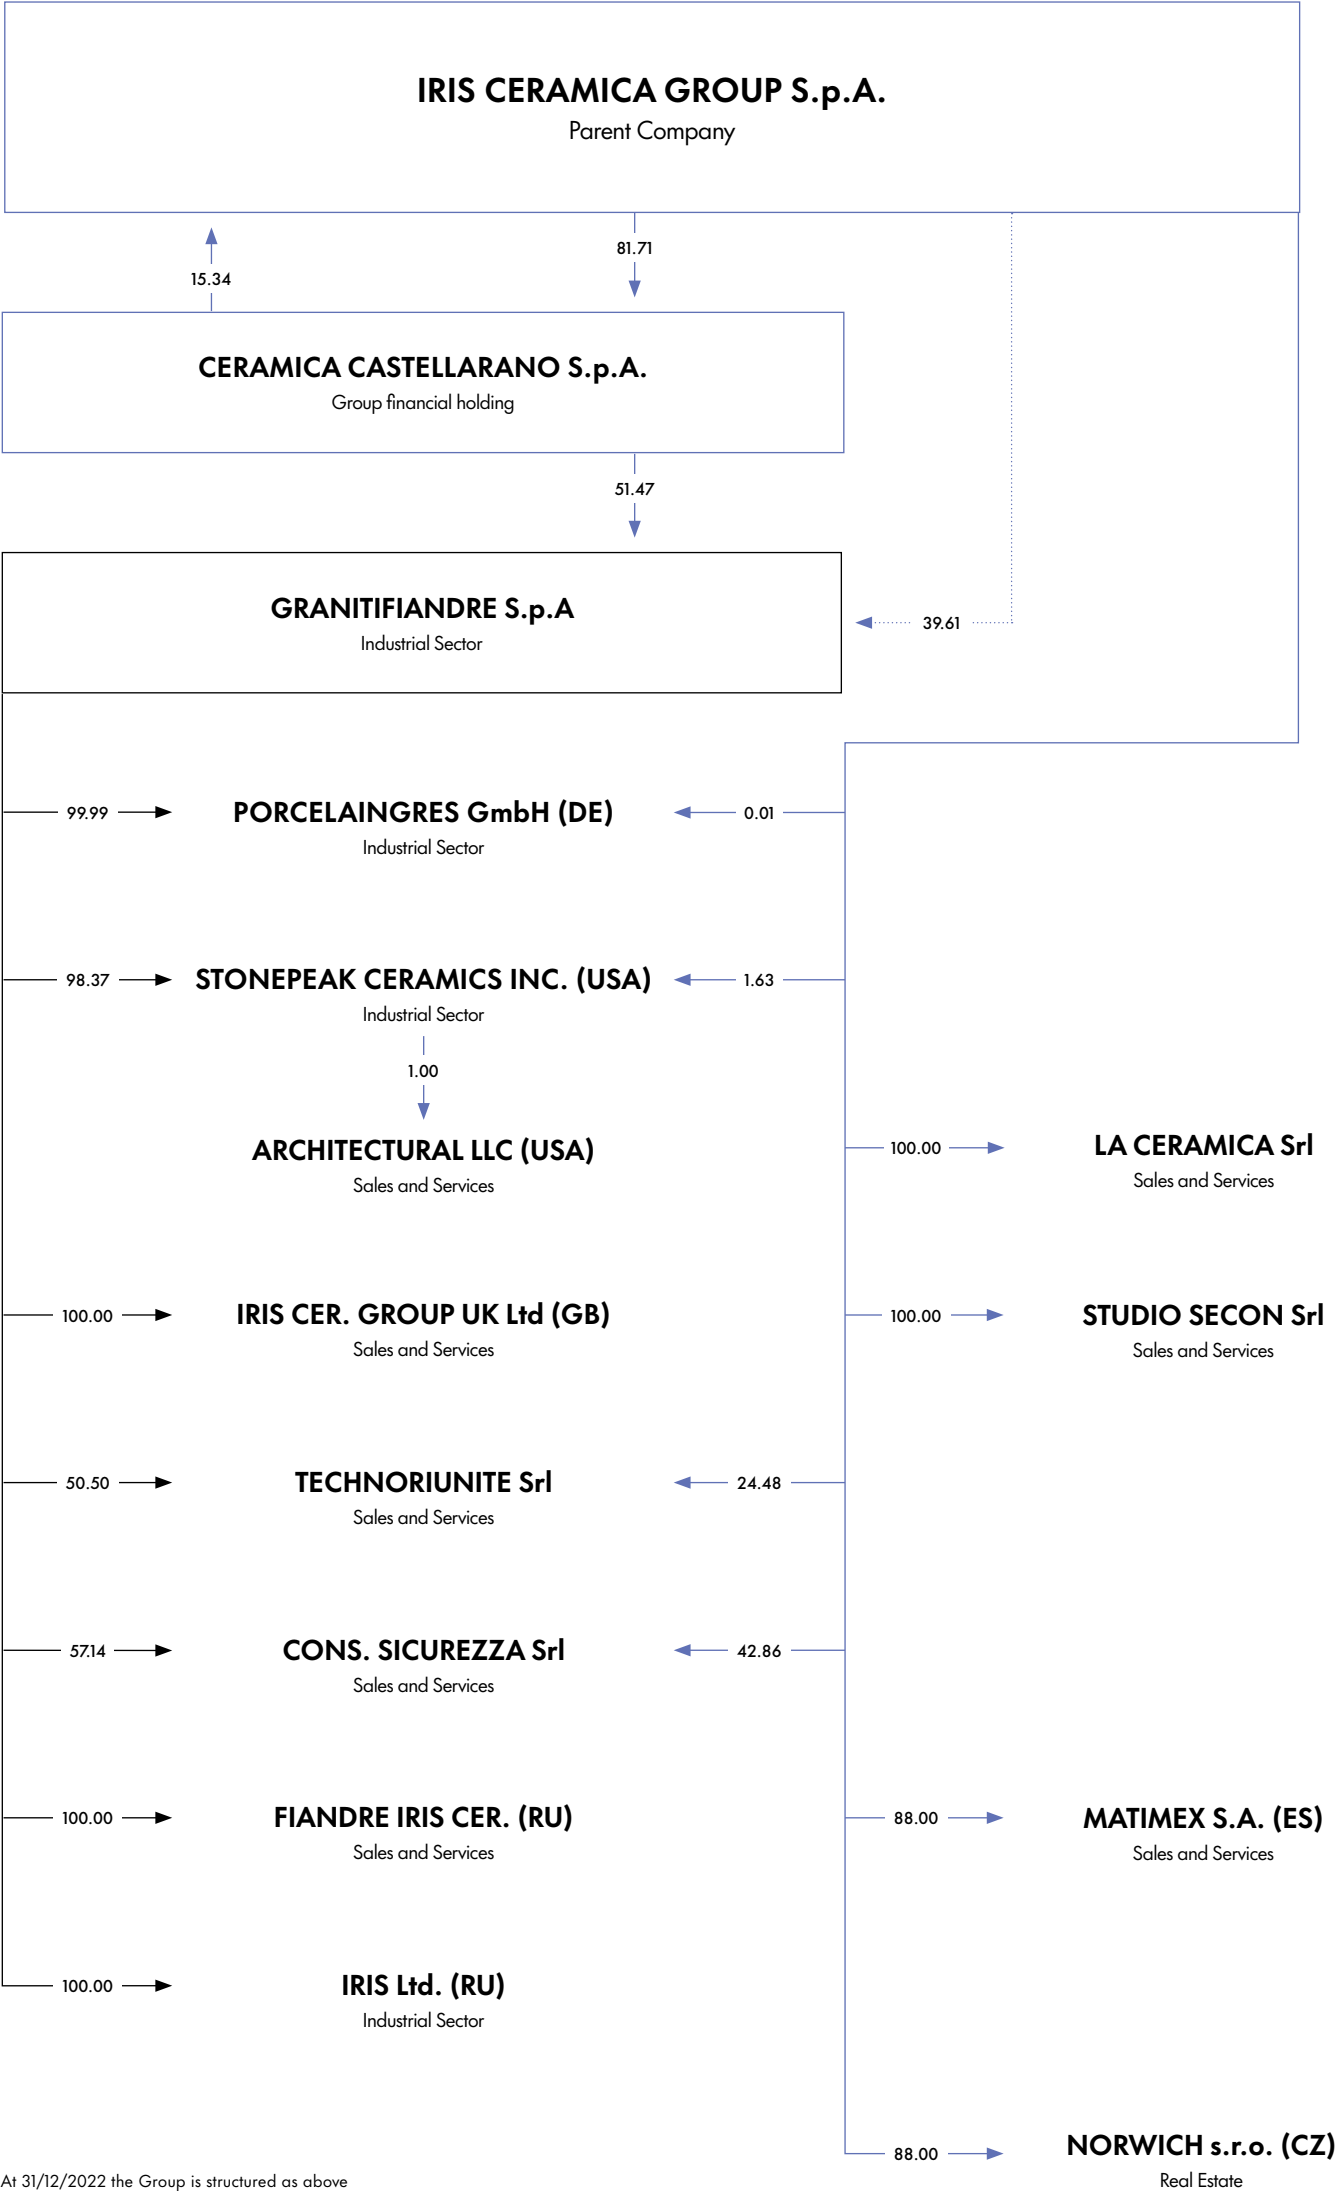 IRIS CERAMICA GROUP S.p.A.
Parent Company
15.34
81.71
CERAMICA CASTELLARANO S.p.A.
Group financial holding
51.47
GRANITIFIANDRE S.p.A
Industrial Sector
39.61
99.99
PORCELAINGRES GmbH (DE)
Industrial Sector
0.01
98.37
STONEPEAK CERAMICS INC. (USA)
Industrial Sector
1.63
1.00
ARCHITECTURAL LLC (USA)
Sales and Services
100.00
LA CERAMICA Srl
Sales and Services
100.00
IRIS CER. GROUP UK Ltd (GB)
Sales and Services
100.00
STUDIO SECON Srl
Sales and Services
50.50
TECHNORIUNITE Srl
Sales and Services
24.48
57.14
CONS. SICUREZZA Srl
Sales and Services
42.86
100.00
FIANDRE IRIS CER. (RU)
Sales and Services
88.00
MATIMEX S.A. (ES)
Sales and Services
100.00
IRIS Ltd. (RU)
Industrial Sector
88.00
NORWICH s.r.o. (CZ)
Real Estate
At 31/12/2022 the Group is structured as above